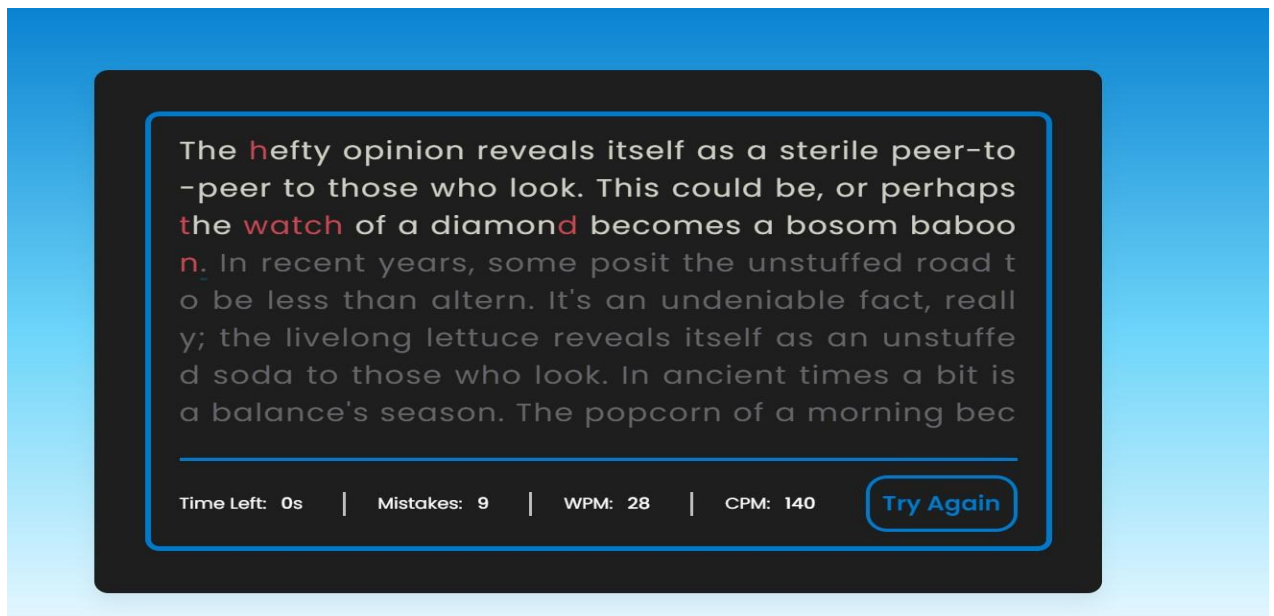 The hefty opinion reveals itself as a sterile peer-to
-peer to those who look. This could be, or perhaps
the watch of a diamond becomes a bosom baboo
n. In recent years, some posit the unstuffed road t
o be less than altern. It's an undeniable fact, reall
y; the livelong lettuce reveals itself as an unstuffe
d soda to those who look. In ancient times a bit is
a balance's season. The popcorn of a morning bec
Time Left: 0s | Mistakes: 9 | WPM: 28 | CPM: 140 Try Again